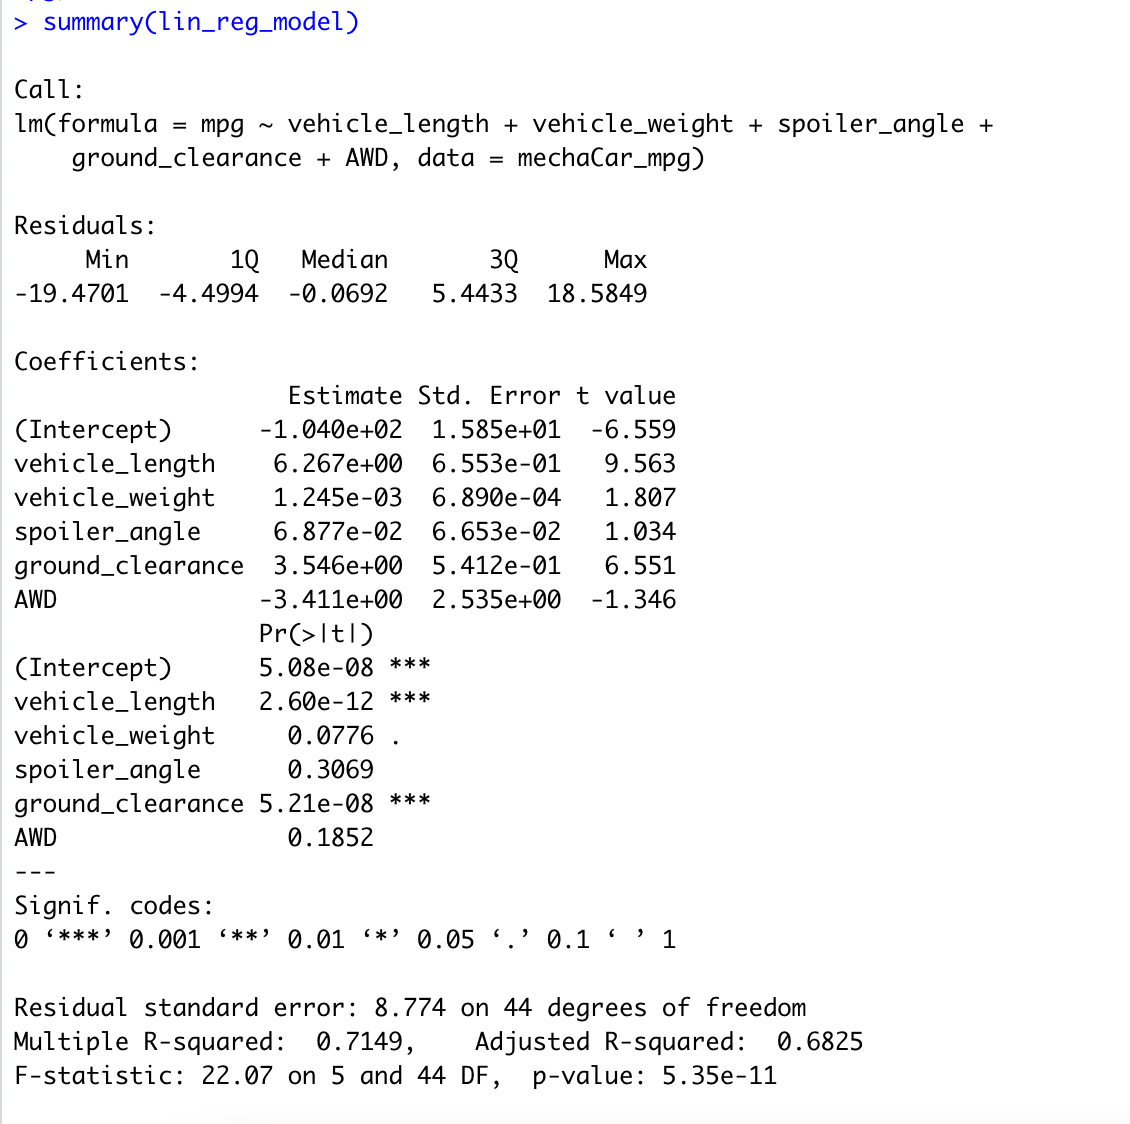 > summary(lin_reg_model)
Call:
lm(formula = mpg ~ vehicle_length + vehicle_weight + spoiler_angle +
    ground_clearance + AWD, data = mechaCar_mpg)
Residuals:
     Min       1Q   Median       3Q      Max
-19.4701  -4.4994  -0.0692   5.4433  18.5849
Coefficients:
                   Estimate Std. Error t value
(Intercept)      -1.040e+02  1.585e+01  -6.559
vehicle_length    6.267e+00  6.553e-01   9.563
vehicle_weight    1.245e-03  6.890e-04   1.807
spoiler_angle     6.877e-02  6.653e-02   1.034
ground_clearance  3.546e+00  5.412e-01   6.551
AWD              -3.411e+00  2.535e+00  -1.346
                 Pr(>|t|)
(Intercept)      5.08e-08 ***
vehicle_length   2.60e-12 ***
vehicle_weight     0.0776 .
spoiler_angle      0.3069
ground_clearance 5.21e-08 ***
AWD                0.1852
---
Signif. codes:
0 ‘***’ 0.001 ‘**’ 0.01 ‘*’ 0.05 ‘.’ 0.1 ‘ ’ 1
Residual standard error: 8.774 on 44 degrees of freedom
Multiple R-squared:  0.7149,    Adjusted R-squared:  0.6825
F-statistic: 22.07 on 5 and 44 DF,  p-value: 5.35e-11